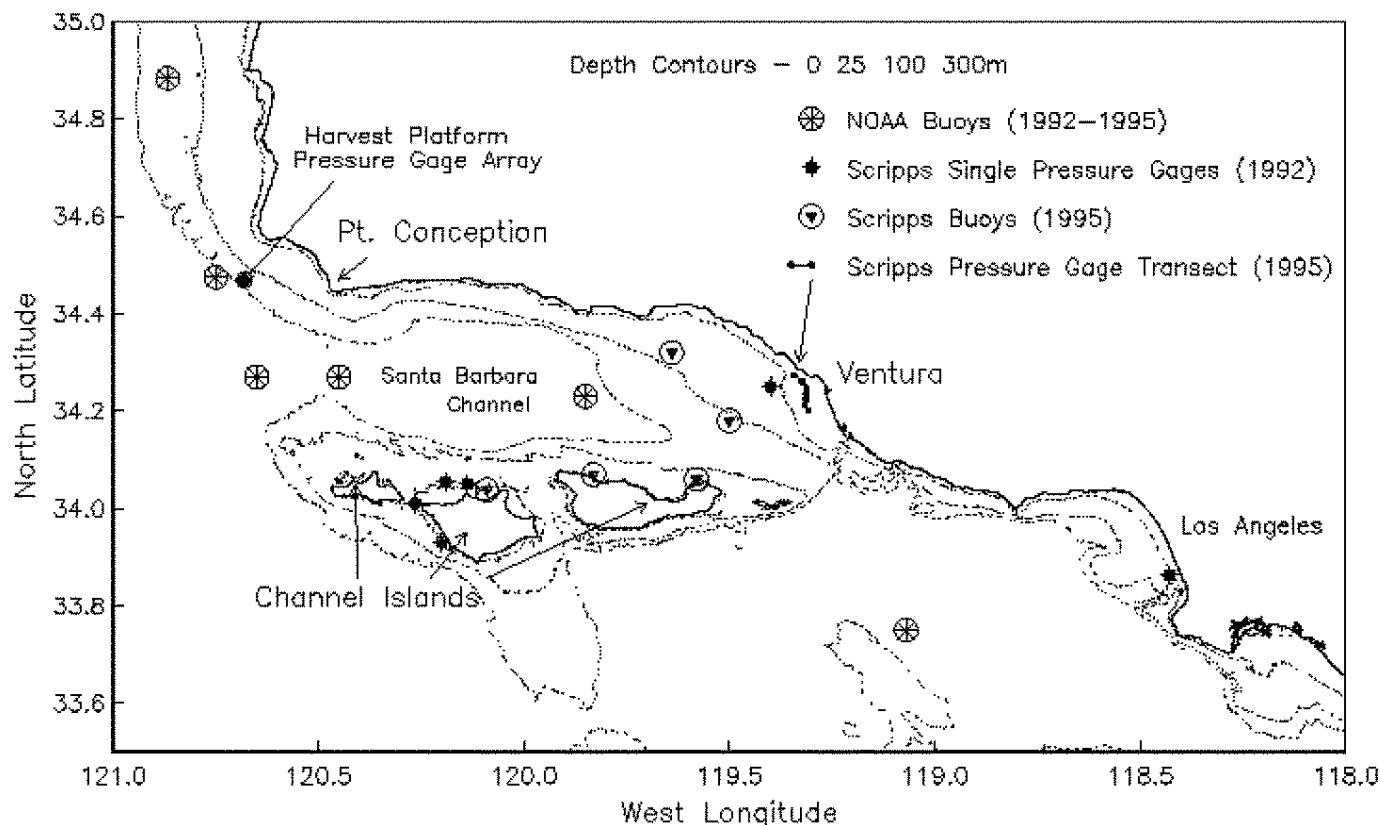 35.0
34.8
34.6
34.4
34.2
34.0
33.8
33.6
North Latitude
Depth Contours – 0 25 100 300m
NOAA Buoys (1992–1995)
Scripps Single Pressure Gages (1992)
Scripps Buoys (1995)
Scripps Pressure Gage Transect (1995)
Harvest Platform
Pressure Gage Array
Pt. Conception
Santa Barbara
Channel
Ventura
Los Angeles
Channel Islands
121.0 120.5 120.0 119.5 119.0 118.5 118.0
West Longitude